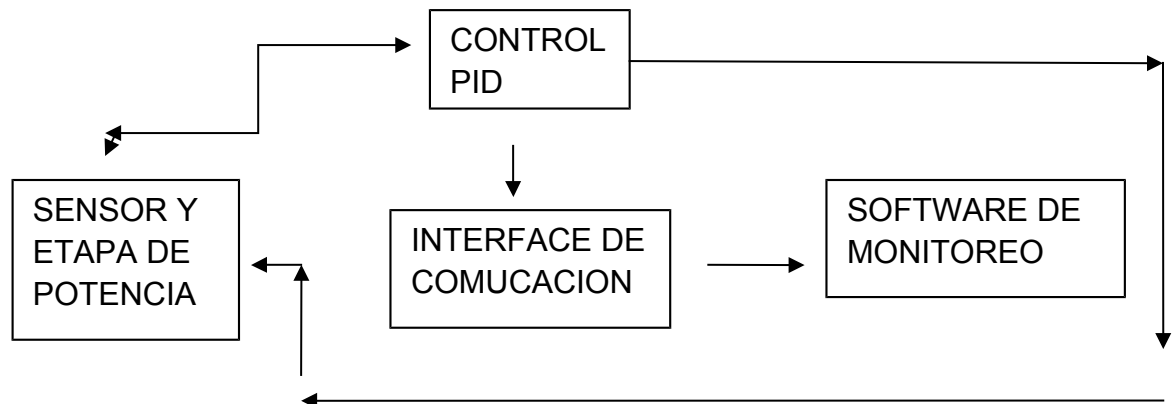 CONTROL
PID
SENSOR Y
ETAPA DE
POTENCIA
INTERFACE DE
COMUCACION
SOFTWARE DE
MONITOREO